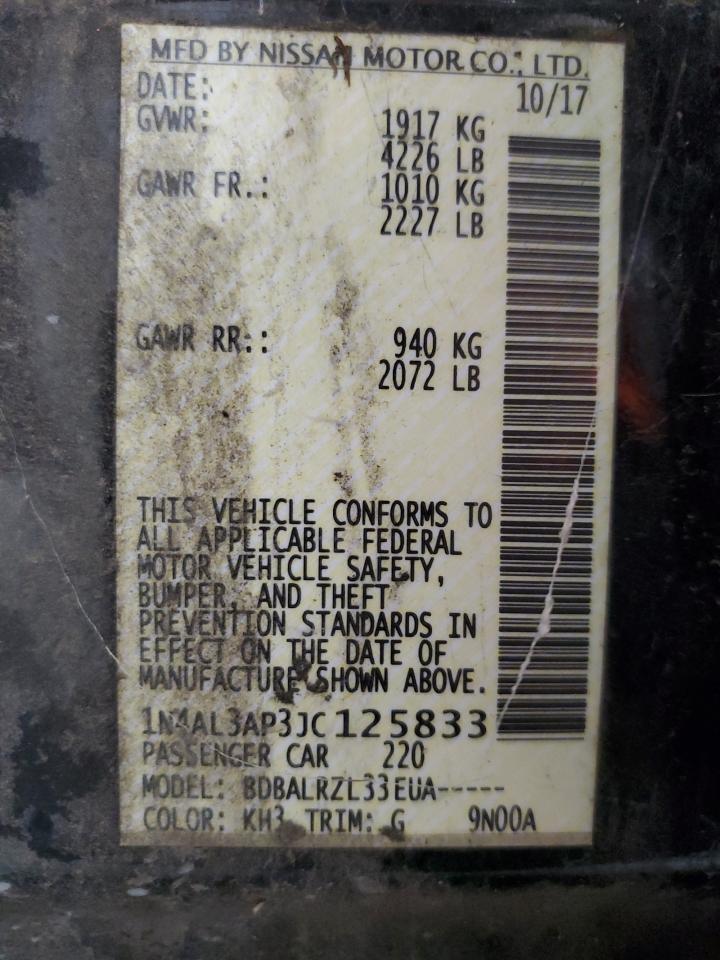 MFD BY NISSAN MOTOR CO., LTD.
DATE: 10/17
GVWR: 1917 KG
4226 LB
GAWR FR.: 1010 KG
2227 LB
GAWR RR.: 940 KG
2072 LB
THIS VEHICLE CONFORMS TO
ALL APPLICABLE FEDERAL
MOTOR VEHICLE SAFETY,
BUMPER, AND THEFT
PREVENTION STANDARDS IN
EFFECT ON THE DATE OF
MANUFACTURE SHOWN ABOVE.
1N4AL3AP3JC125833
PASSENGER CAR 220
MODEL: BDBALRZL33EUA-----
COLOR: KH3 TRIM: G 9N00A